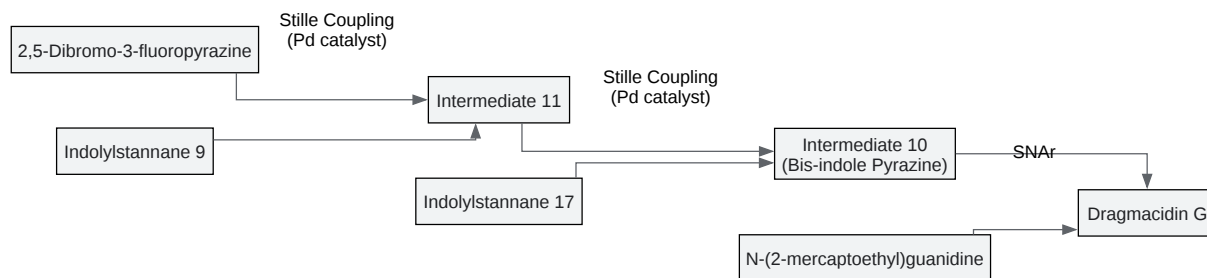 Stille Coupling
(Pd catalyst)
2,5-Dibromo-3-fluoropyrazine
Stille Coupling
(Pd catalyst)
Intermediate 11
Indolylstannane 9
Intermediate 10
(Bis-indole Pyrazine)
SNAr
Indolylstannane 17
Dragmacidin G
N-(2-mercaptoethyl)guanidine